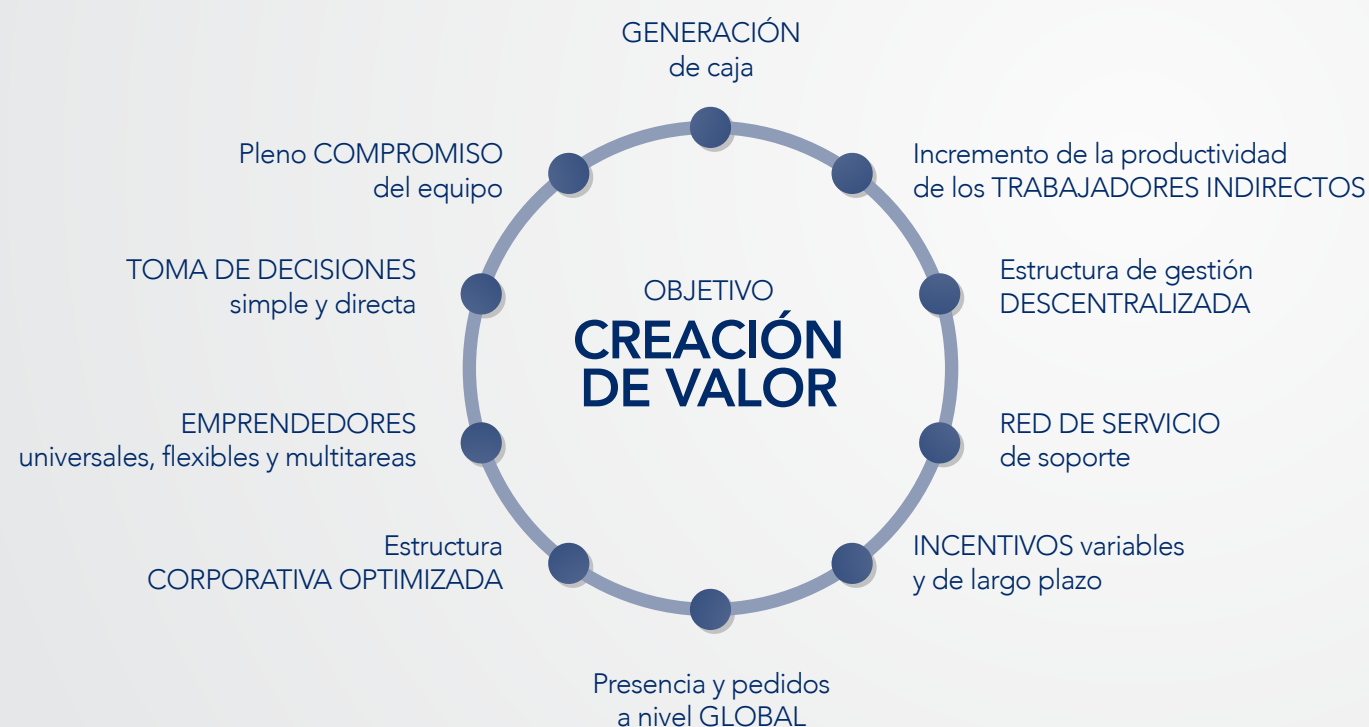 GENERACIÓN
de caja
Pleno COMPROMISO
del equipo
Incremento de la productividad
de los TRABAJADORES INDIRECTOS
TOMA DE DECISIONES
simple y directa
OBJETIVO
CREACIÓN
DE VALOR
Estructura de gestión
DESCENTRALIZADA
EMPRENDEDORES
universales, flexibles y multitareas
RED DE SERVICIO
de soporte
Estructura
CORPORATIVA OPTIMIZADA
INCENTIVOS variables
y de largo plazo
Presencia y pedidos
a nivel GLOBAL